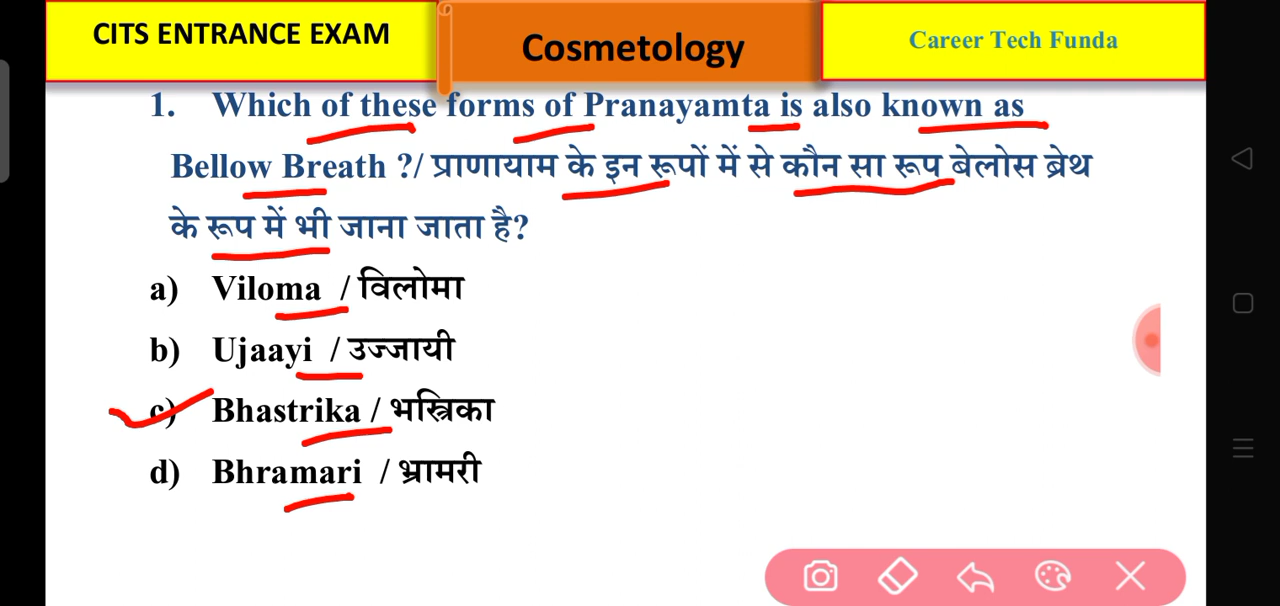 CITS ENTRANCE EXAM
Cosmetology
Career Tech Funda
1. Which of these forms of Pranayamta is also known as
Bellow Breath ?/ प्राणायाम के इन रूपों में से कौन सा रूप बेलोस ब्रेथ
के रूप में भी जाना जाता है?
a) Viloma / विलोमा
b) Ujaayi / उज्जायी
c) Bhastrika / भस्त्रिका
d) Bhramari / भ्रामरी